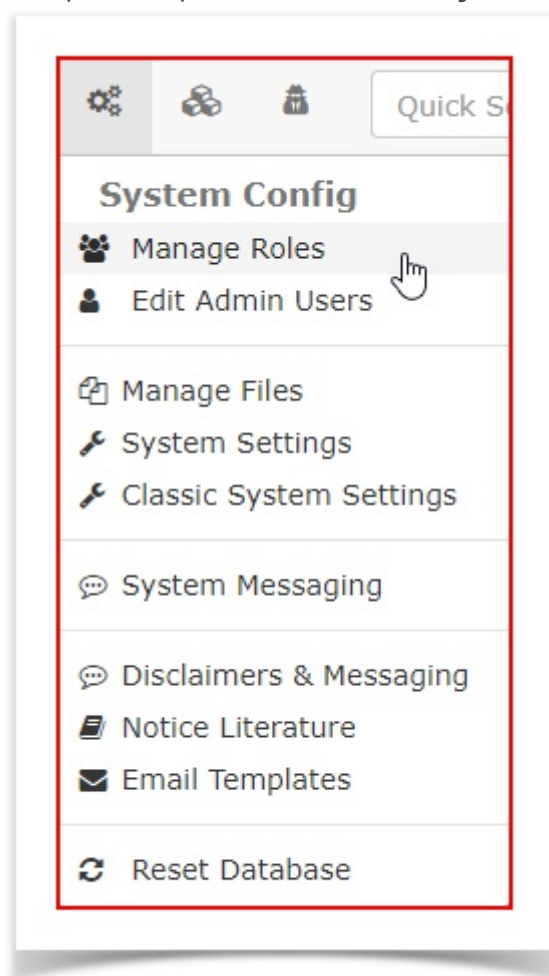 Quick S
System Config
Manage Roles
Edit Admin Users
Manage Files
System Settings
Classic System Settings
System Messaging
Disclaimers & Messaging
Notice Literature
Email Templates
Reset Database